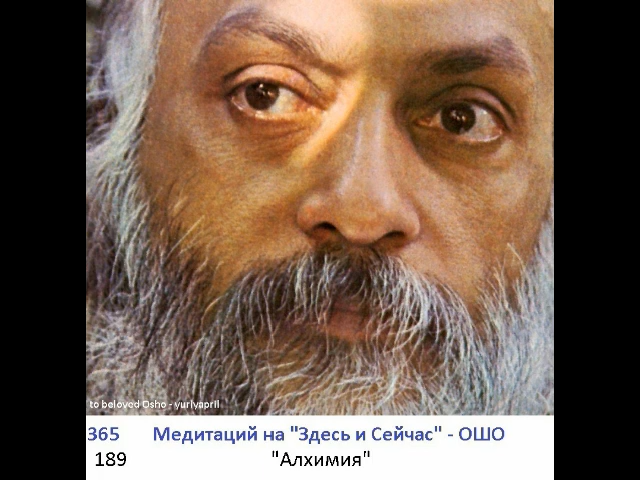 to beloved Osho - yuriyapril
365 Медитаций на "Здесь и Сейчас" - ОШО
189 "Алхимия"